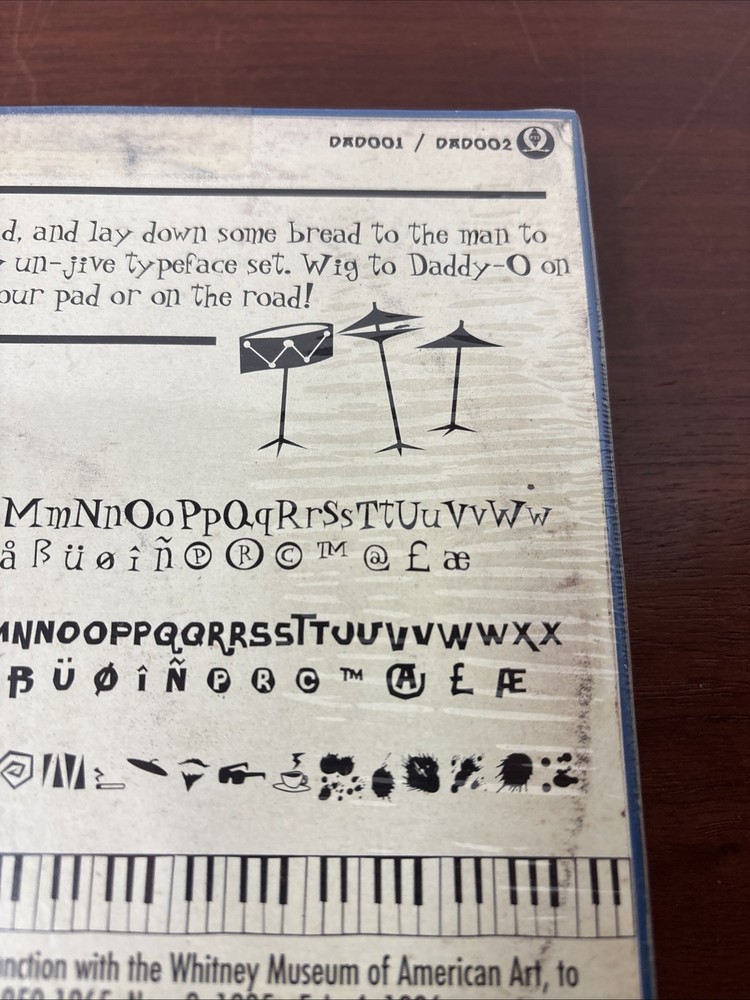 DAD001 / DAD002
d, and lay down some bread to the man to
un-jive typeface set. Wig to Daddy-O on
our pad or on the road!
MmNnOoPpQqRrSsTtUuVvWw
å ß ü ø î ñ ℗ ® © ™ @ £ æ
NNOOPPQQRRSSTTUUVVWWXX
ß Ü Ø î Ñ ℗ ® © ™ @ £ Æ
nction with the Whitney Museum of American Art, to